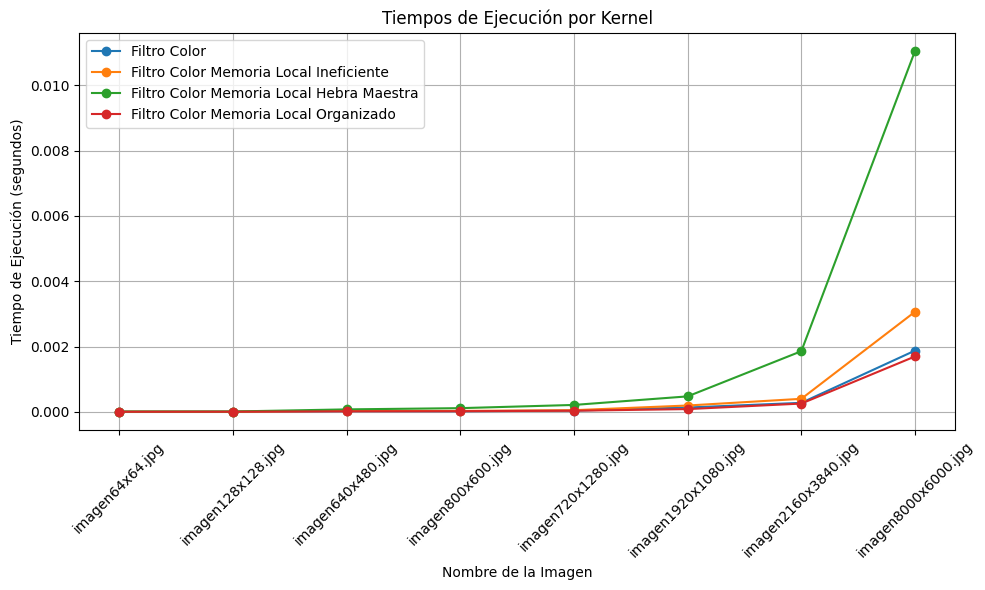 Tiempos de Ejecución por Kernel
Filtro Color
Filtro Color Memoria Local Ineficiente
Filtro Color Memoria Local Hebra Maestra
Filtro Color Memoria Local Organizado
Tiempo de Ejecución (segundos)
0.010
0.008
0.006
0.004
0.002
0.000
imagen64x64.jpg
imagen128x128.jpg
imagen640x480.jpg
imagen800x600.jpg
imagen720x1280.jpg
imagen1920x1080.jpg
imagen2160x3840.jpg
imagen8000x6000.jpg
Nombre de la Imagen